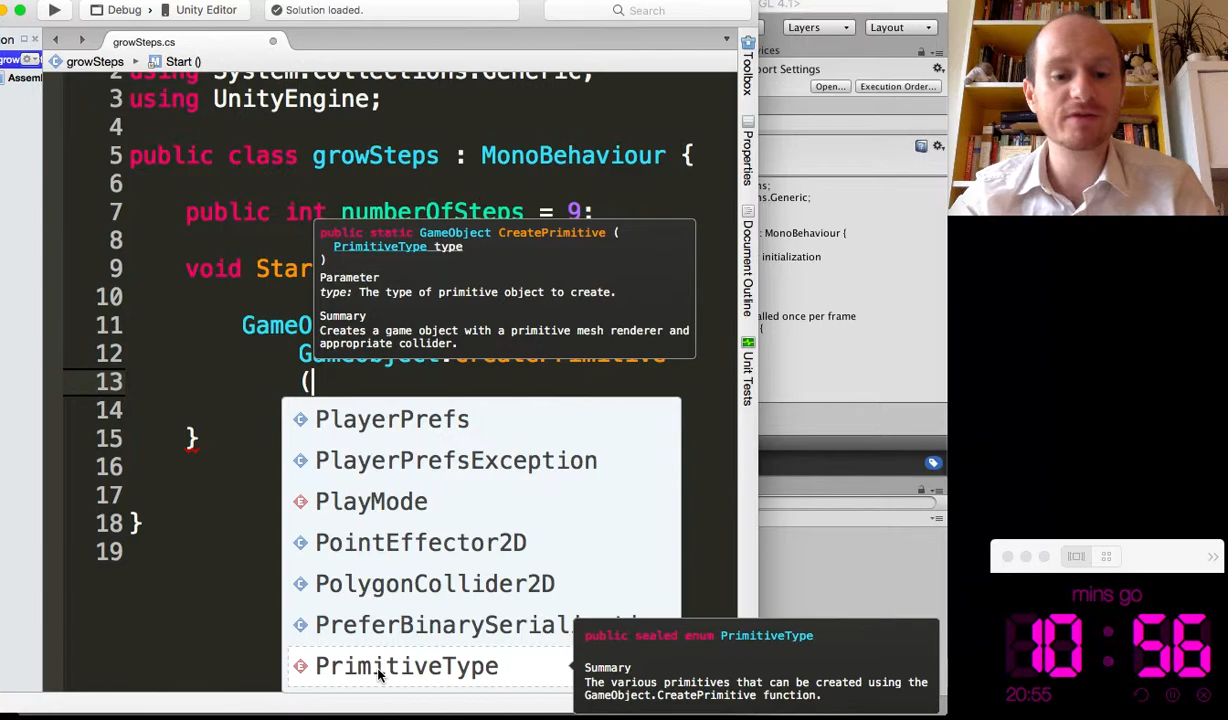 GL 4.1>
Debug
Unity Editor
Solution loaded.
Search
Layers
Layout
growSteps.cs
growSteps
Start ()
Assem
Toolbox
Properties
Document Outline
Unit Tests
port Settings
Open...
Execution Order...
2 using System.Collections.Generic;
3 using UnityEngine;
4
5 public class growSteps : MonoBehaviour {
6
7 public int numberOfSteps = 9;
8
9 void Star
10
11 GameO
12 GameObject.CreatePrimitive
13 (
14
15 }
16
17
18 }
19
public static GameObject CreatePrimitive (
PrimitiveType type
)
Parameter
type: The type of primitive object to create.
Summary
Creates a game object with a primitive mesh renderer and
appropriate collider.
PlayerPrefs
PlayerPrefsException
PlayMode
PointEffector2D
PolygonCollider2D
PreferBinarySerializati
PrimitiveType
public sealed enum PrimitiveType
Summary
The various primitives that can be created using the
GameObject.CreatePrimitive function.
ns;
ns.Generic;
: MonoBehaviour {
initialization
alled once per frame
{
mins go
10:56
20:55